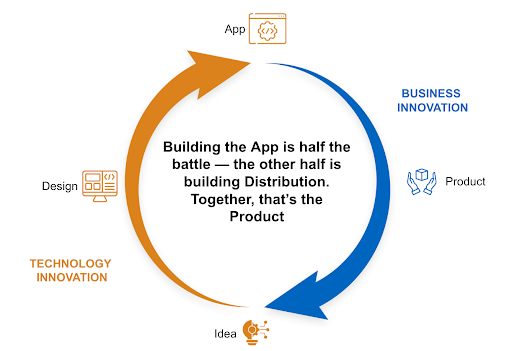 App
BUSINESS
INNOVATION
Building the App is half the
battle — the other half is
building Distribution.
Together, that's the
Product
Design
Product
TECHNOLOGY
INNOVATION
Idea